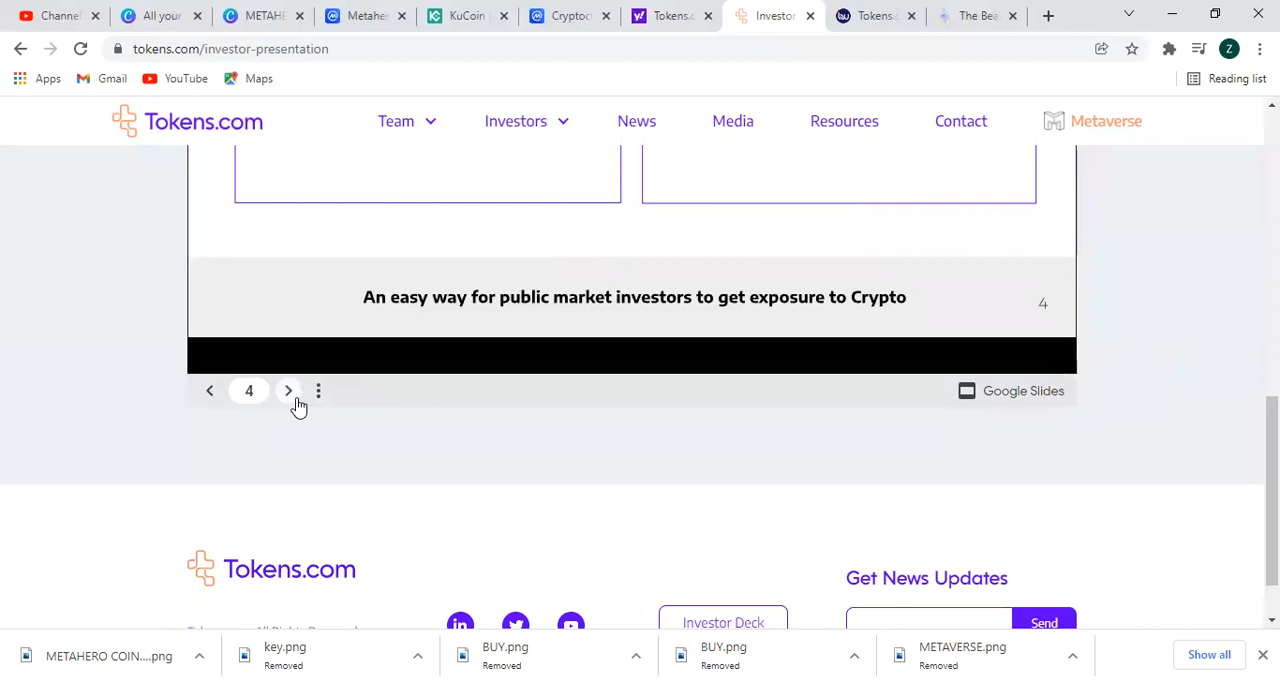 Channel
All your
METAHE
Metahe
KuCoin
Cryptoc
Tokens.c
Investor
Tokens.c
The Bea
tokens.com/investor-presentation
Z
Apps
Gmail
YouTube
Maps
Reading list
Tokens.com
Team
Investors
News
Media
Resources
Contact
Metaverse
An easy way for public market investors to get exposure to Crypto
4
4
Google Slides
Tokens.com
Get News Updates
Investor Deck
Send
METAHERO COIN....png
key.png
Removed
BUY.png
Removed
BUY.png
Removed
METAVERSE.png
Removed
Show all